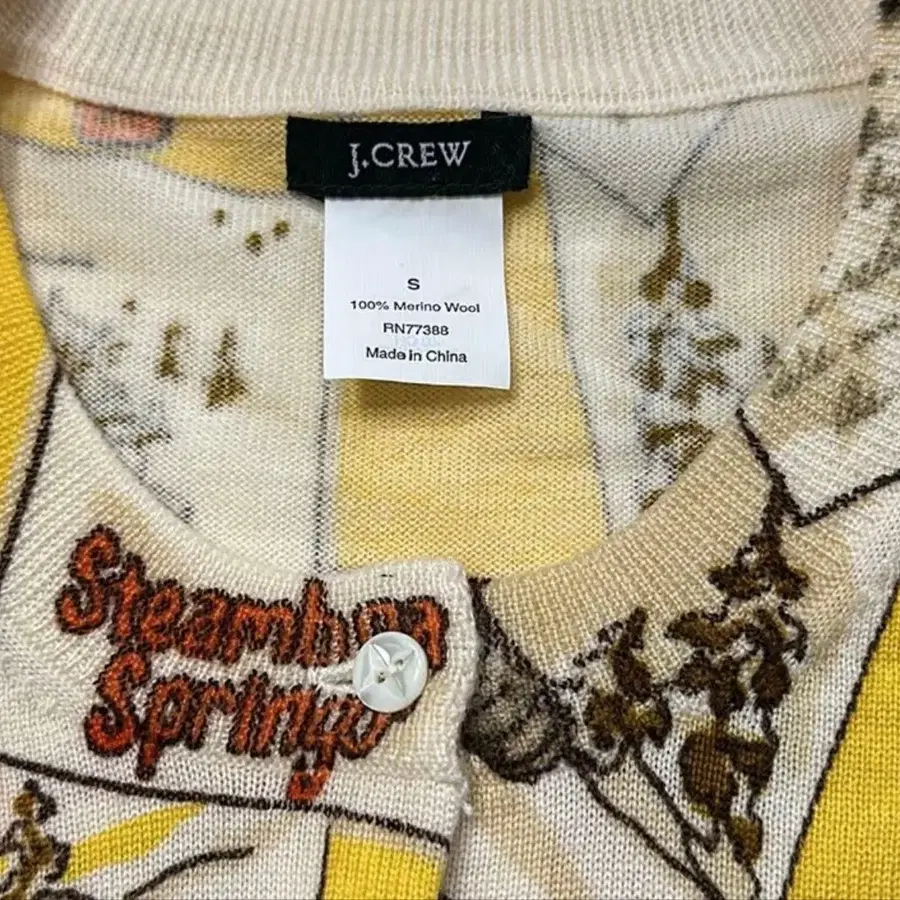 J.CREW
S
100% Merino Wool
RN77388
Made in China
Steamboa
Springs